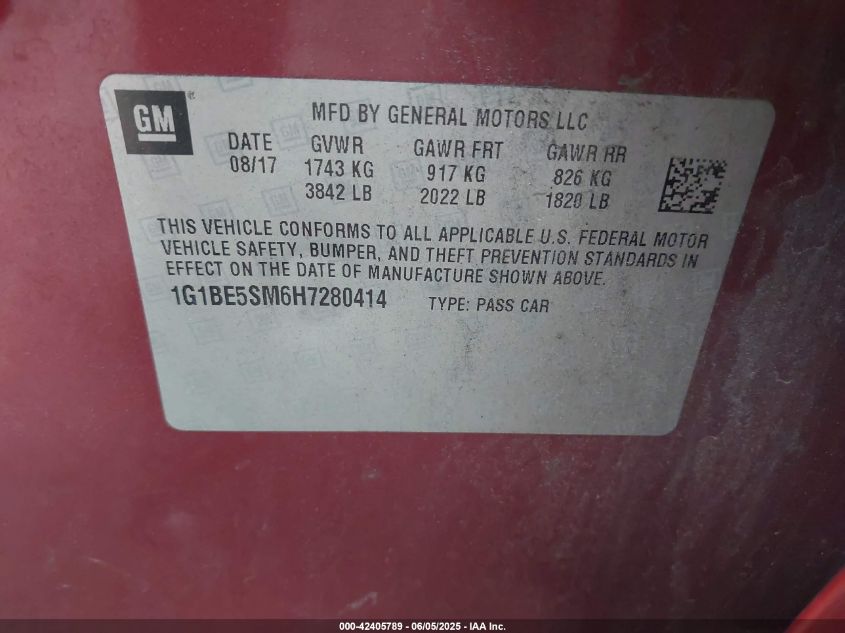 GM
MFD BY GENERAL MOTORS LLC
DATE GVWR GAWR FRT GAWR RR
08/17 1743 KG 917 KG 826 KG
3842 LB 2022 LB 1820 LB
THIS VEHICLE CONFORMS TO ALL APPLICABLE U.S. FEDERAL MOTOR
VEHICLE SAFETY, BUMPER, AND THEFT PREVENTION STANDARDS IN
EFFECT ON THE DATE OF MANUFACTURE SHOWN ABOVE.
1G1BE5SM6H7280414 TYPE: PASS CAR
000-42405789 - 06/05/2025 - IAA Inc.